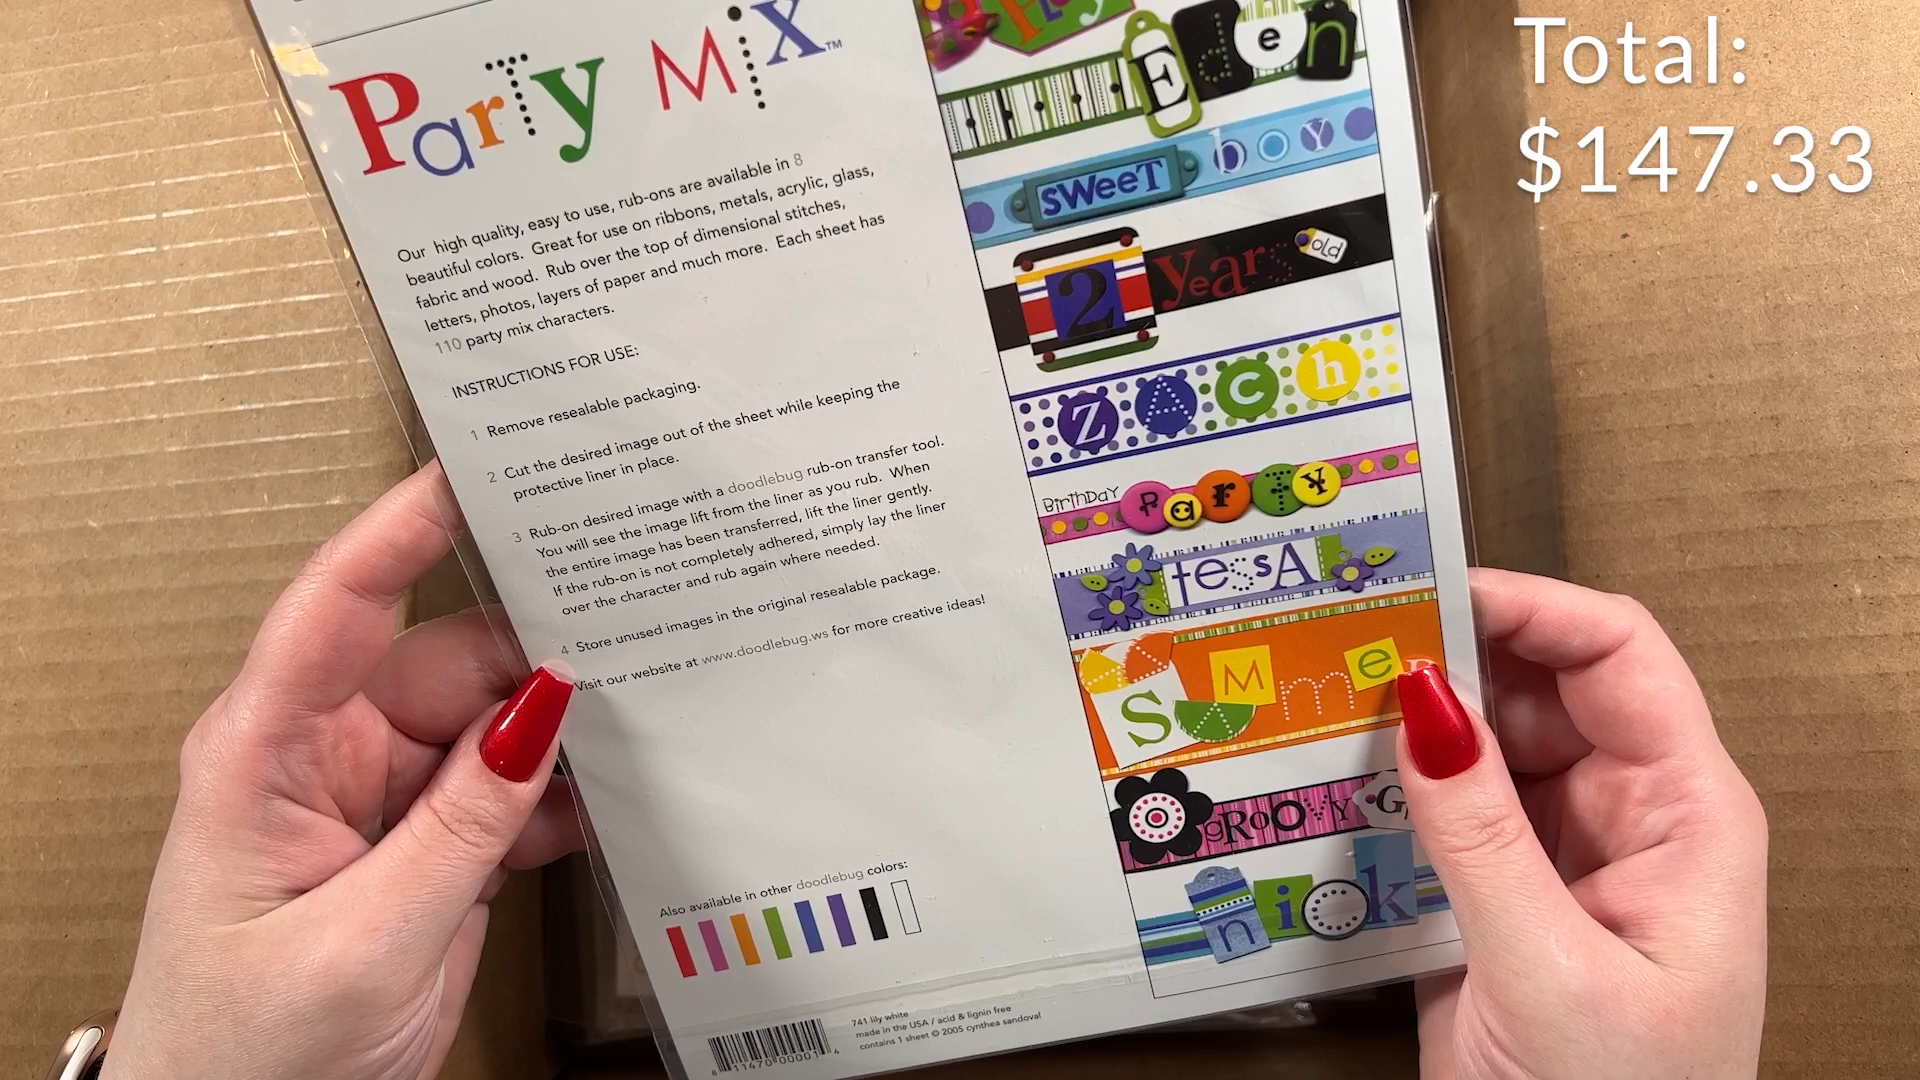 Total:
$147.33
ParTy Mix™
Our high quality, easy to use, rub-ons are available in 8
beautiful colors. Great for use on ribbons, metals, acrylic, glass,
fabric and wood. Rub over the top of dimensional stitches,
letters, photos, layers of paper and much more. Each sheet has
110 party mix characters.
INSTRUCTIONS FOR USE:
1 Remove resealable packaging.
2 Cut the desired image out of the sheet while keeping the
protective liner in place.
3 Rub-on desired image with a doodlebug rub-on transfer tool.
You will see the image lift from the liner as you rub. When
the entire image has been transferred, lift the liner gently.
If the rub-on is not completely adhered, simply lay the liner
over the character and rub again where needed.
4 Store unused images in the original resealable package.
Visit our website at www.doodlebug.ws for more creative ideas!
Also available in other doodlebug colors:
741 lily white
made in the USA / acid & lignin free
contains 1 sheet © 2005 cynthea sandoval
8 11470 00001 4
Eden
SWeeT boy
2 Years old
ZACh
BirthDAY PaRTY
tessA
SuMmer
gRoOVY
nick